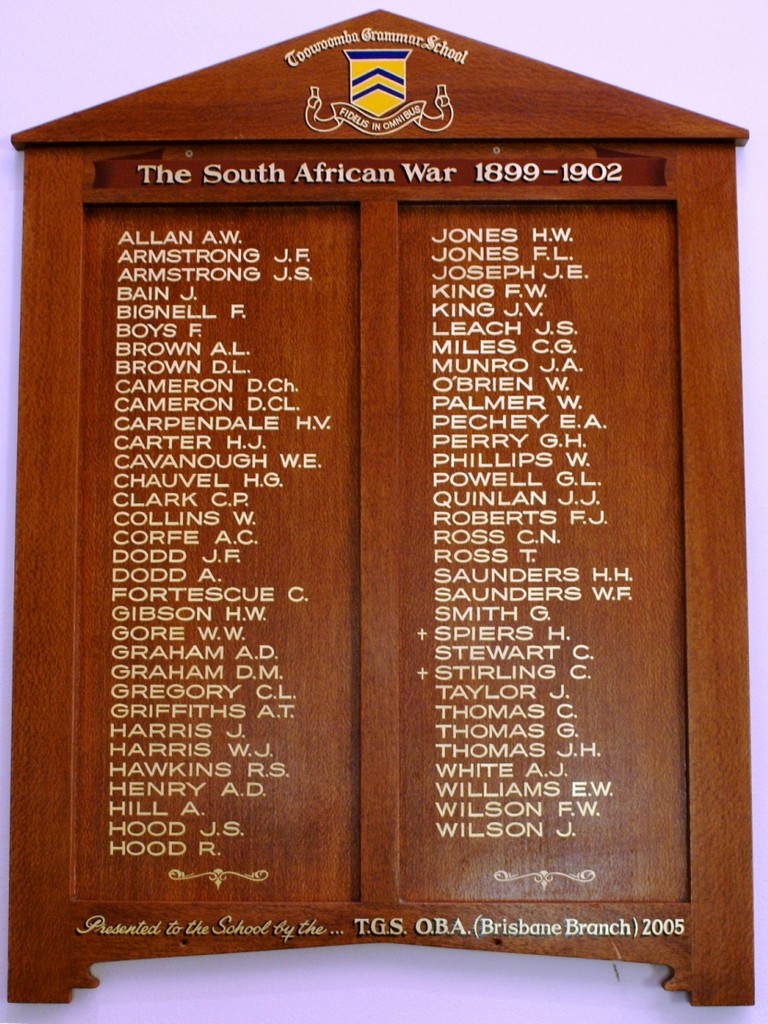 Toowoomba Grammar School
FIDELIS IN OMNIBUS
The South African War 1899-1902
ALLAN A.W.
ARMSTRONG J.F.
ARMSTRONG J.S.
BAIN J.
BIGNELL F.
BOYS F.
BROWN A.L.
BROWN D.L.
CAMERON D.Ch.
CAMERON D.CL.
CARPENDALE H.V.
CARTER H.J.
CAVANOUGH W.E.
CHAUVEL H.G.
CLARK C.P.
COLLINS W.
CORFE A.C.
DODD J.F.
DODD A.
FORTESCUE C.
GIBSON H.W.
GORE W.W.
GRAHAM A.D.
GRAHAM D.M.
GREGORY C.L.
GRIFFITHS A.T.
HARRIS J.
HARRIS W.J.
HAWKINS R.S.
HENRY A.D.
HILL A.
HOOD J.S.
HOOD R.
JONES H.W.
JONES F.L.
JOSEPH J.E.
KING F.W.
KING J.V.
LEACH J.S.
MILES C.G.
MUNRO J.A.
O'BRIEN W.
PALMER W.
PECHEY E.A.
PERRY G.H.
PHILLIPS W.
POWELL G.L.
QUINLAN J.J.
ROBERTS F.J.
ROSS C.N.
ROSS T.
SAUNDERS H.H.
SAUNDERS W.F.
SMITH G.
+ SPIERS H.
STEWART C.
+ STIRLING C.
TAYLOR J.
THOMAS C.
THOMAS G.
THOMAS J.H.
WHITE A.J.
WILLIAMS E.W.
WILSON F.W.
WILSON J.
Presented to the School by the ... T.G.S. O.B.A. (Brisbane Branch) 2005